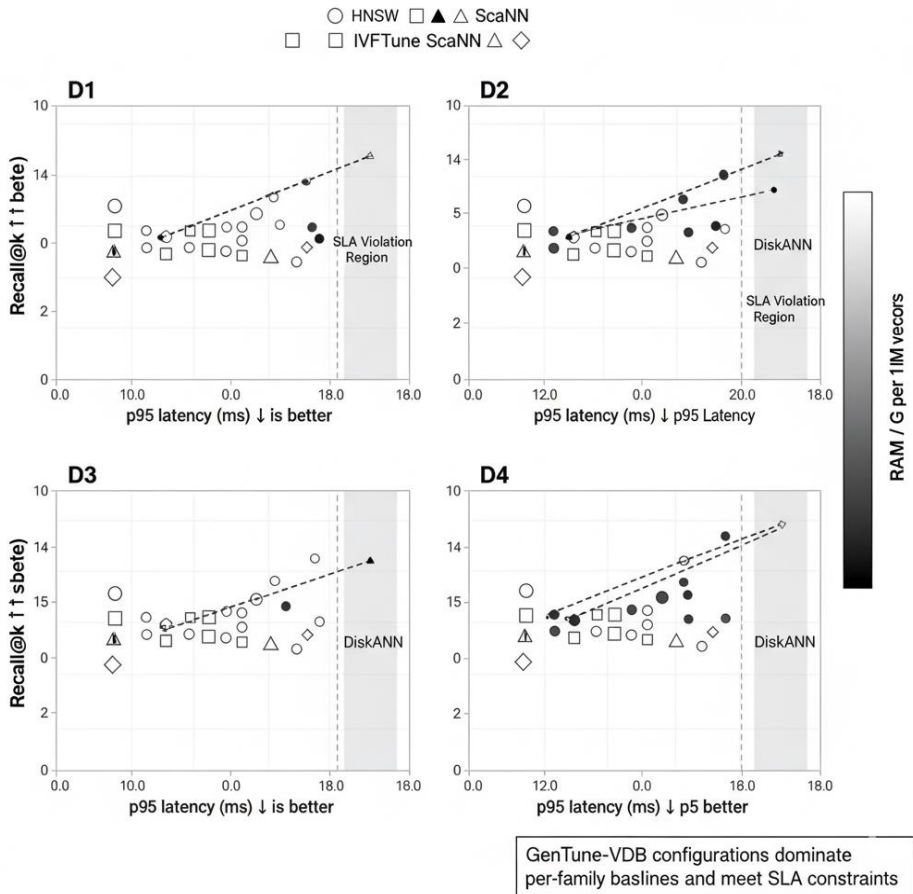 HNSW ScaNN
IVFTune ScaNN
D1
10
14
0
2
0
Recall@k ↑↑ bete)
SLA Violation
Region
0.0 10.0 0.0 18.0 18.0
p95 latency (ms) ↓ is better
D2
10
14
5
0
2
0
DiskANN
SLA Violation
Region
0.0 12.0 0.0 20.0 18.0
p95 latency (ms) ↓ p95 Latency
RAM / G per 1IM vecors
D3
10
14
15
0
2
0
Recall@k ↑↑ sbete)
DiskANN
0.0 10.0 0.0 18.0 18.0
p95 latency (ms) ↓ is better
D4
10
14
15
0
2
0
DiskANN
0.0 12.0 0.0 16.0 18.0
p95 latency (ms) ↓ p5 better
GenTune-VDB configurations dominate
per-family baslines and meet SLA constraints